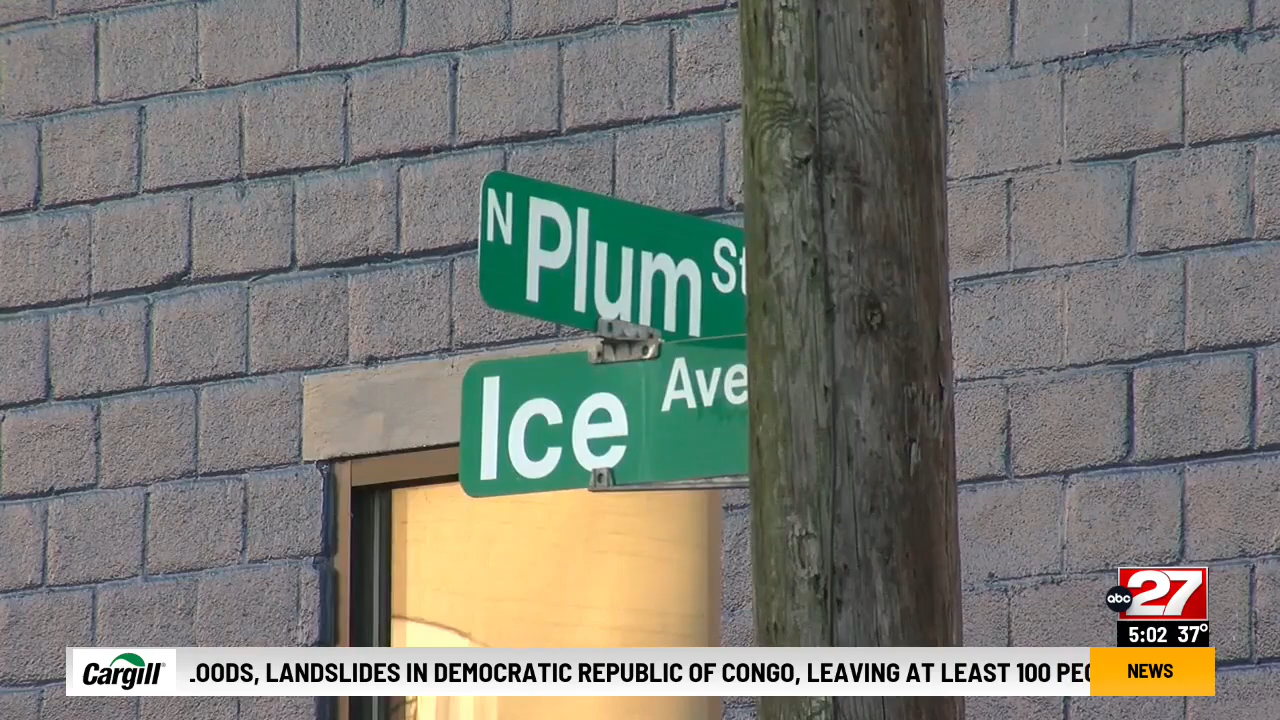 N Plum St
Ice Ave
abc 27
5:02 37°
Cargill
OODS, LANDSLIDES IN DEMOCRATIC REPUBLIC OF CONGO, LEAVING AT LEAST 100
NEWS